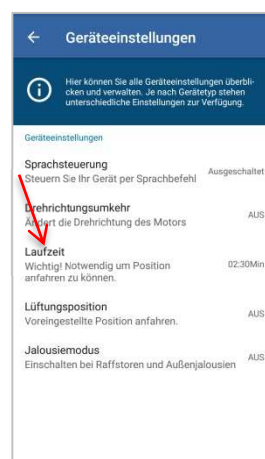 Geräteeinstellungen
Hier können Sie alle Geräteeinstellungen überbli-
cken und verwalten. Je nach Gerätetyp stehen
unterschiedliche Einstellungen zur Verfügung.
Geräteeinstellungen
Sprachsteuerung
Steuern Sie Ihr Gerät per Sprachbefehl
Ausgeschaltet
Drehrichtungsumkehr
Ändert die Drehrichtung des Motors
AUS
Laufzeit
Wichtig! Notwendig um Position
anfahren zu können.
02:30Min
Lüftungsposition
Voreingestellte Position anfahren.
AUS
Jalousiemodus
Einschalten bei Raffstoren und Außenjalousien
AUS